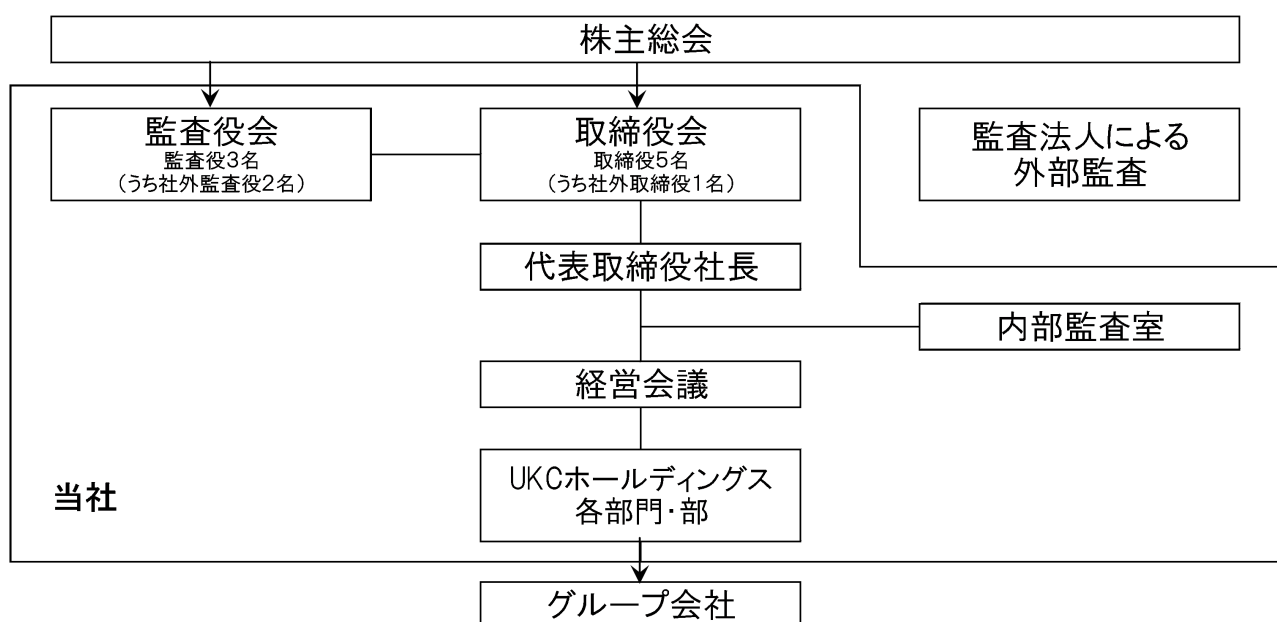 株主総会
監査役会
監査役3名
(うち社外監査役2名)
取締役会
取締役5名
(うち社外取締役1名)
監査法人による
外部監査
代表取締役社長
内部監査室
経営会議
UKCホールディングス
各部門・部
当社
グループ会社